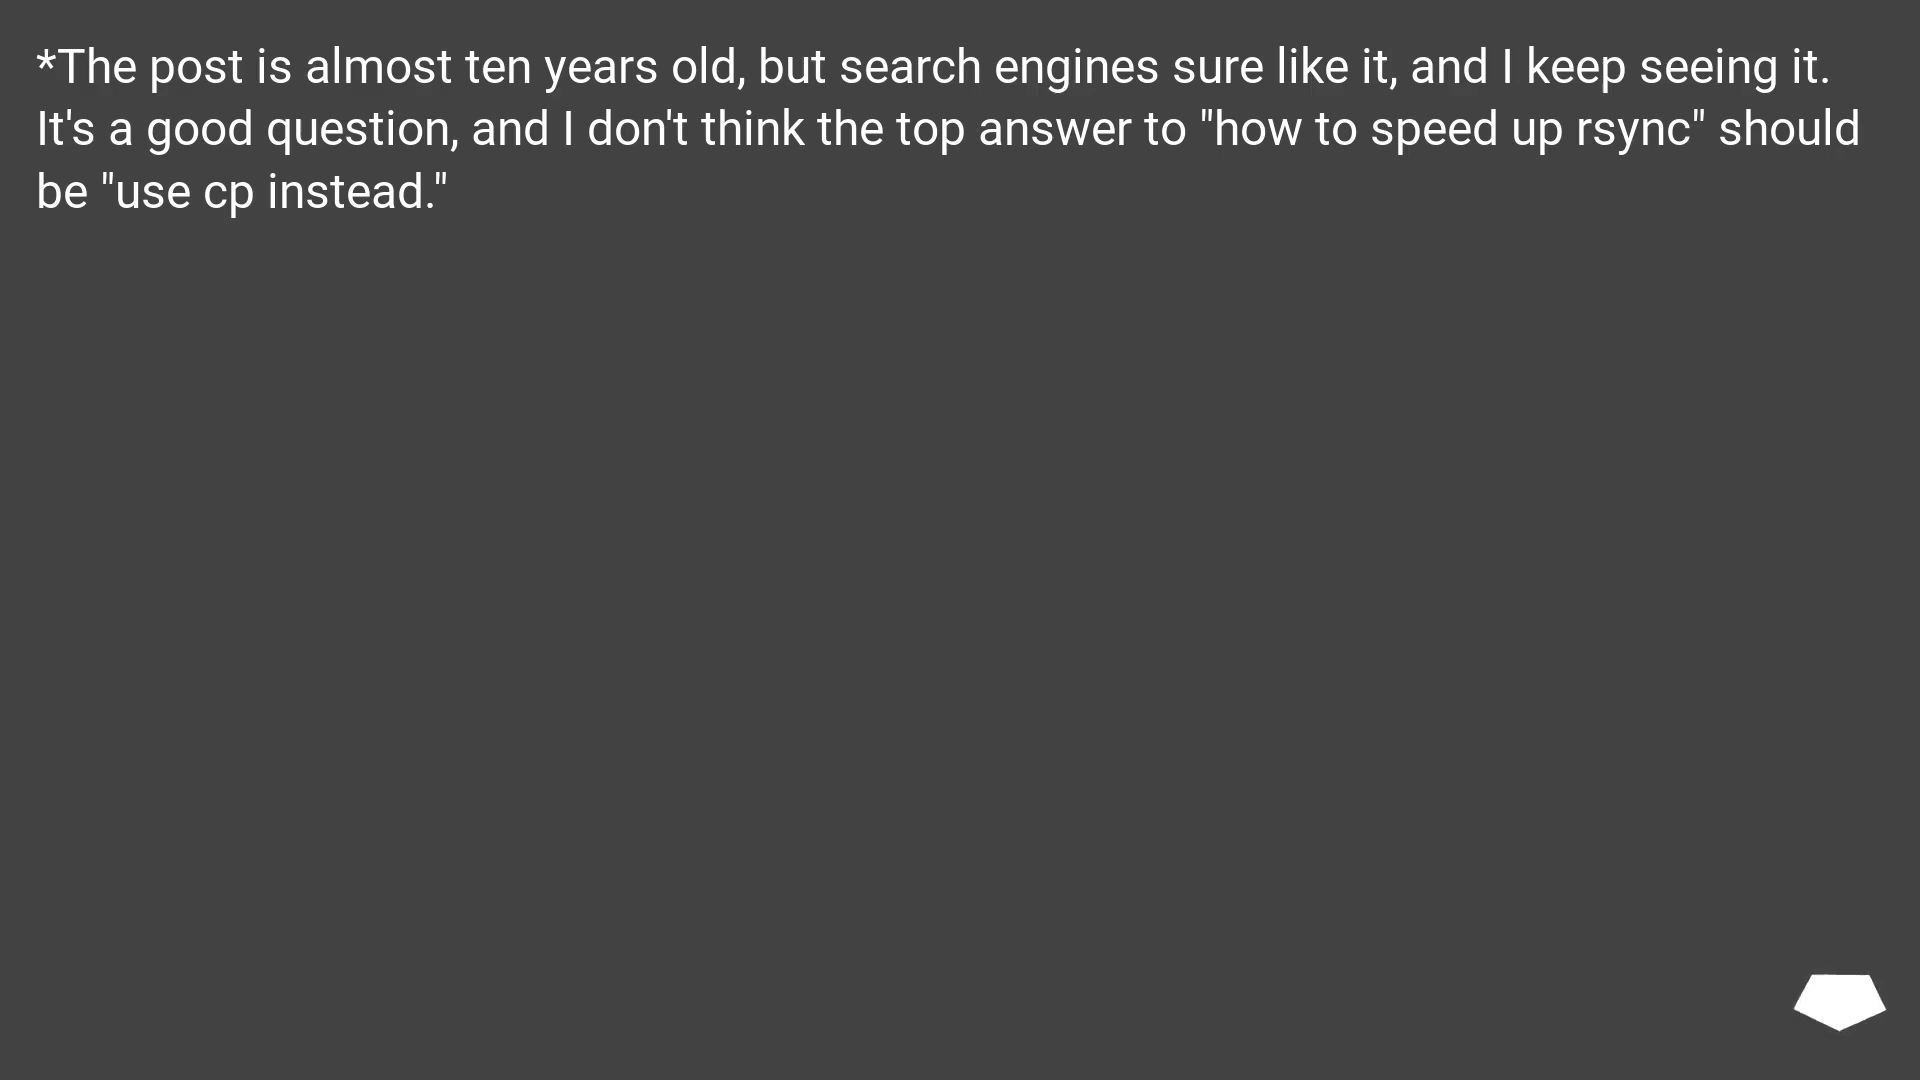 *The post is almost ten years old, but search engines sure like it, and I keep seeing it.
It's a good question, and I don't think the top answer to "how to speed up rsync" should
be "use cp instead."